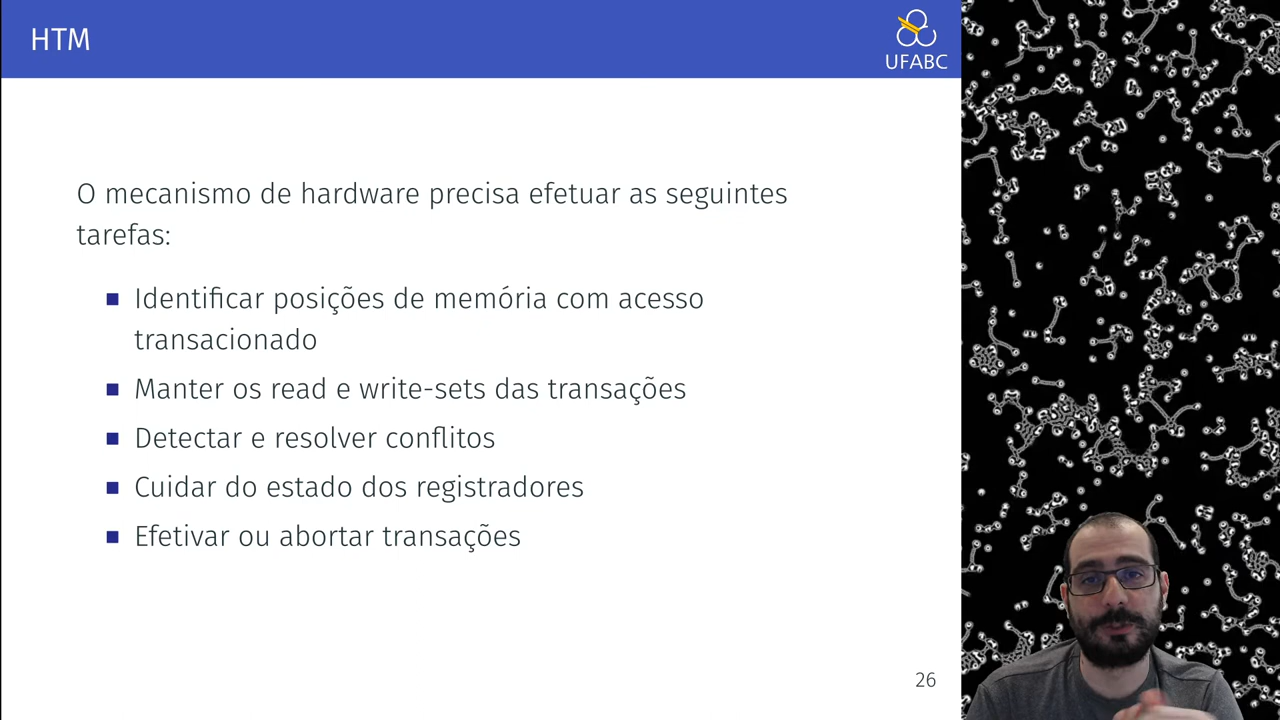 HTM
UFABC
O mecanismo de hardware precisa efetuar as seguintes
tarefas:
Identificar posições de memória com acesso
transacionado
Manter os read e write-sets das transações
Detectar e resolver conflitos
Cuidar do estado dos registradores
Efetivar ou abortar transações
26